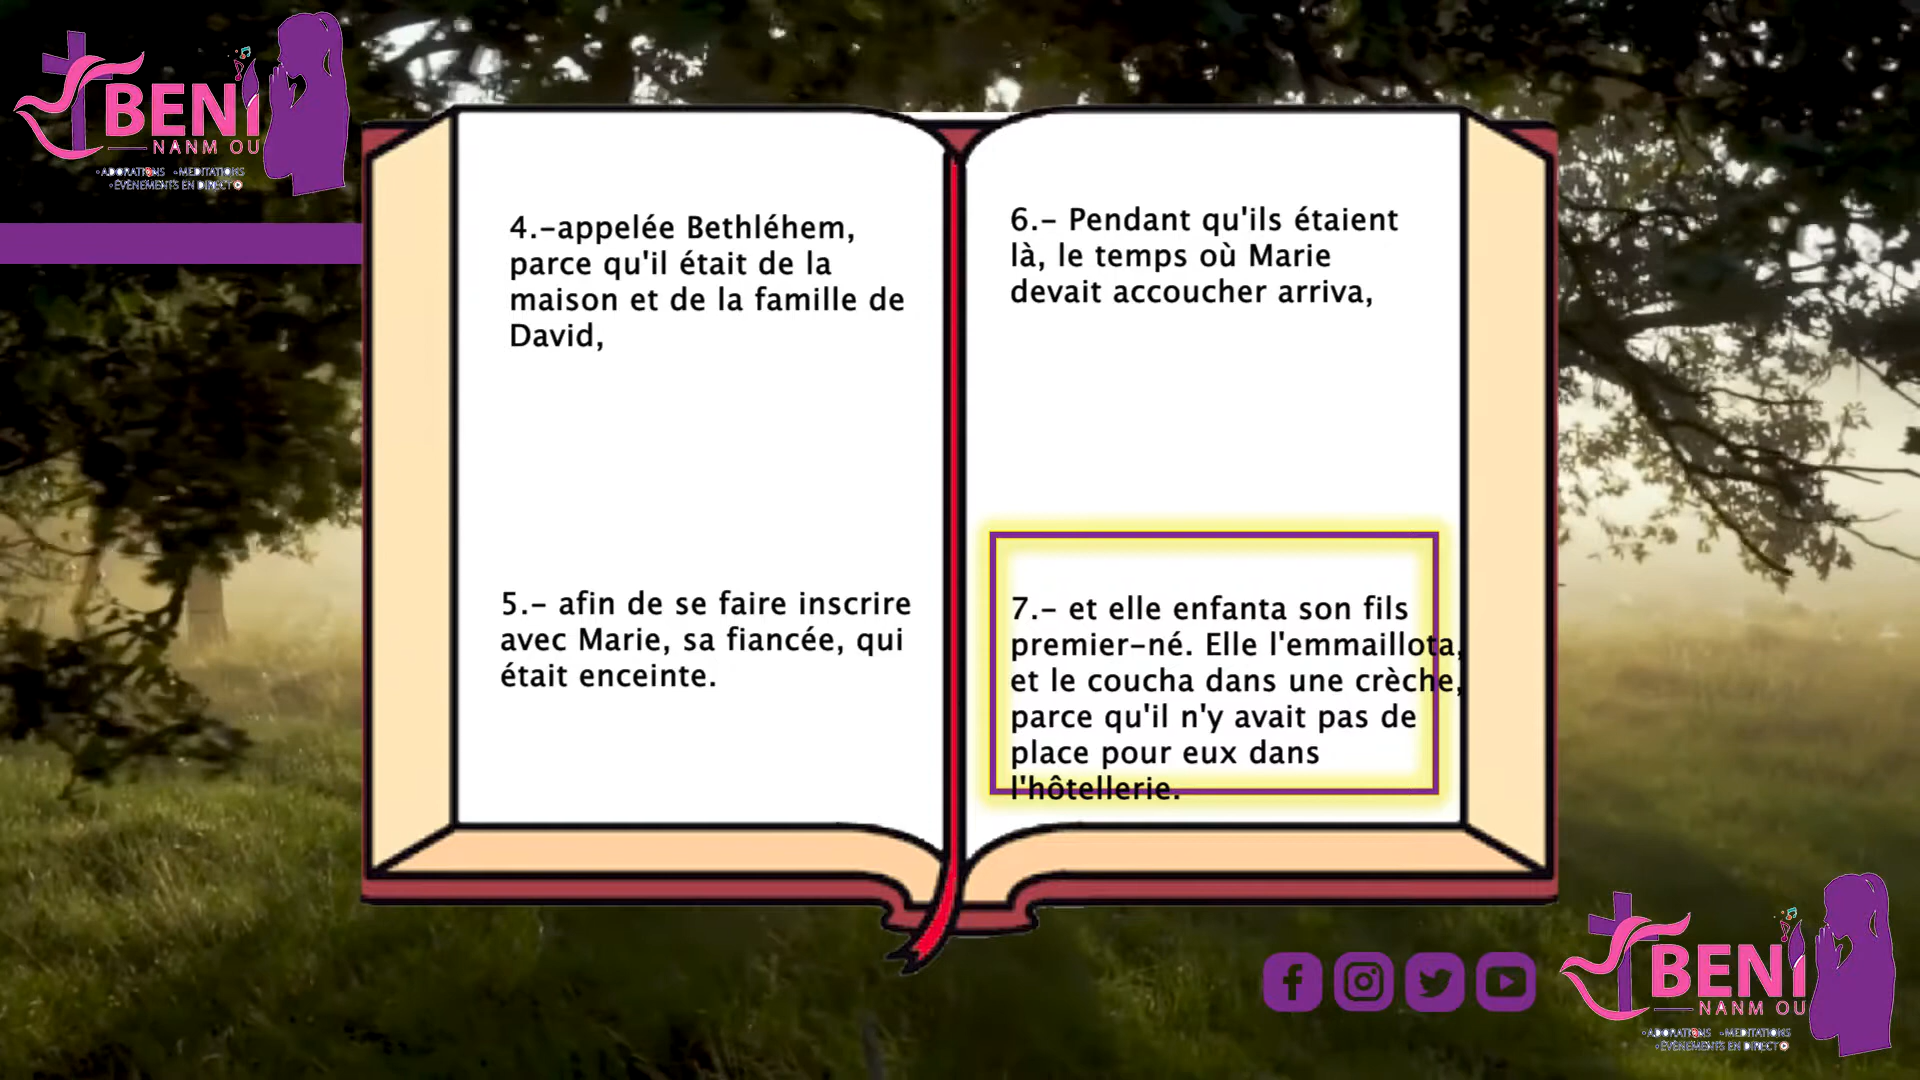 BENI
NANM OU
•ADORATIONS •MEDITATIONS
•ÉVÈNEMENTS EN DIRECT
4.-appelée Bethléhem,
parce qu'il était de la
maison et de la famille de
David,
5.- afin de se faire inscrire
avec Marie, sa fiancée, qui
était enceinte.
6.- Pendant qu'ils étaient
là, le temps où Marie
devait accoucher arriva,
7.- et elle enfanta son fils
premier-né. Elle l'emmaillota,
et le coucha dans une crèche,
parce qu'il n'y avait pas de
place pour eux dans
l'hôtellerie.
BENI
NANM OU
•ADORATIONS •MEDITATIONS
•ÉVÈNEMENTS EN DIRECT